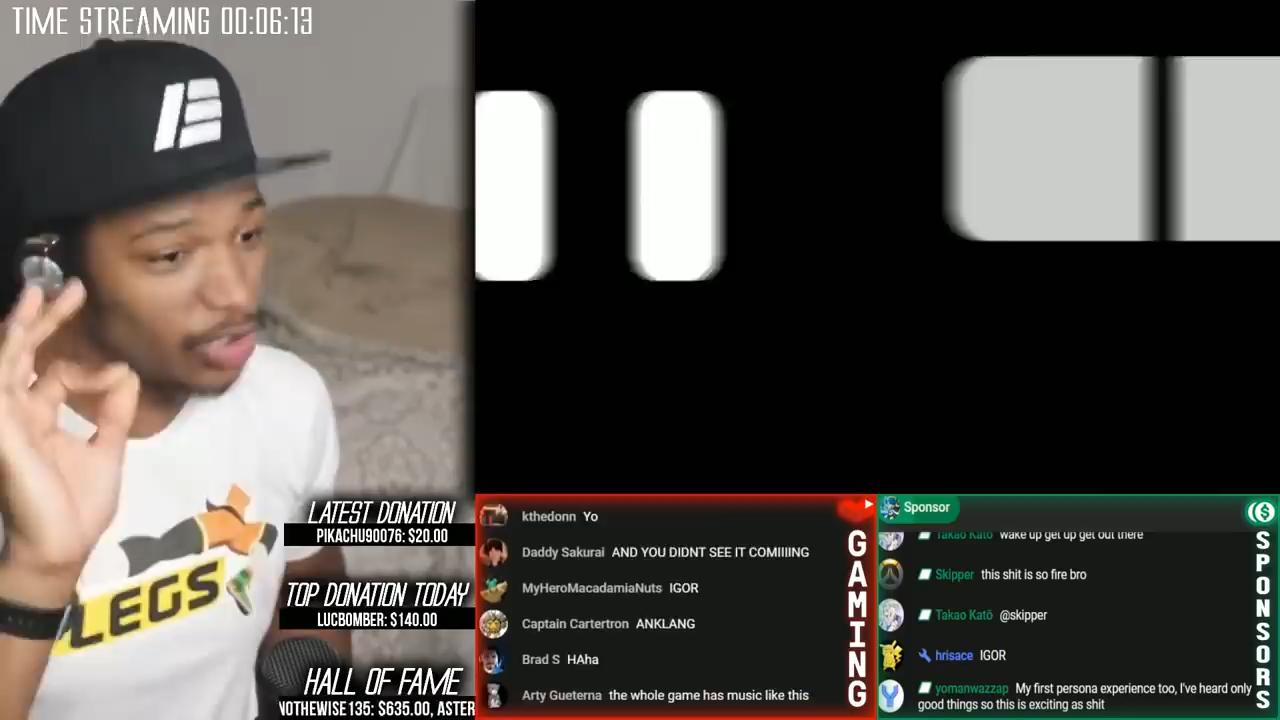 TIME STREAMING 00:06:13
LEGS
LATEST DONATION
PIKACHU90076: $20.00
TOP DONATION TODAY
LUCBOMBER: $140.00
HALL OF FAME
NOTHEWISE135: $635.00, ASTER
kthedonn Yo
Daddy Sakurai AND YOU DIDNT SEE IT COMIIIING
MyHeroMacadamiaNuts IGOR
Captain Cartertron ANKLANG
Brad S HAha
Arty Gueterna the whole game has music like this
GAMING
Sponsor
Takao Katō wake up get up get out there
Skipper this shit is so fire bro
Takao Katō @skipper
hrisace IGOR
yomanwazzap My first persona experience too, I've heard only
good things so this is exciting as shit
SPONSORS